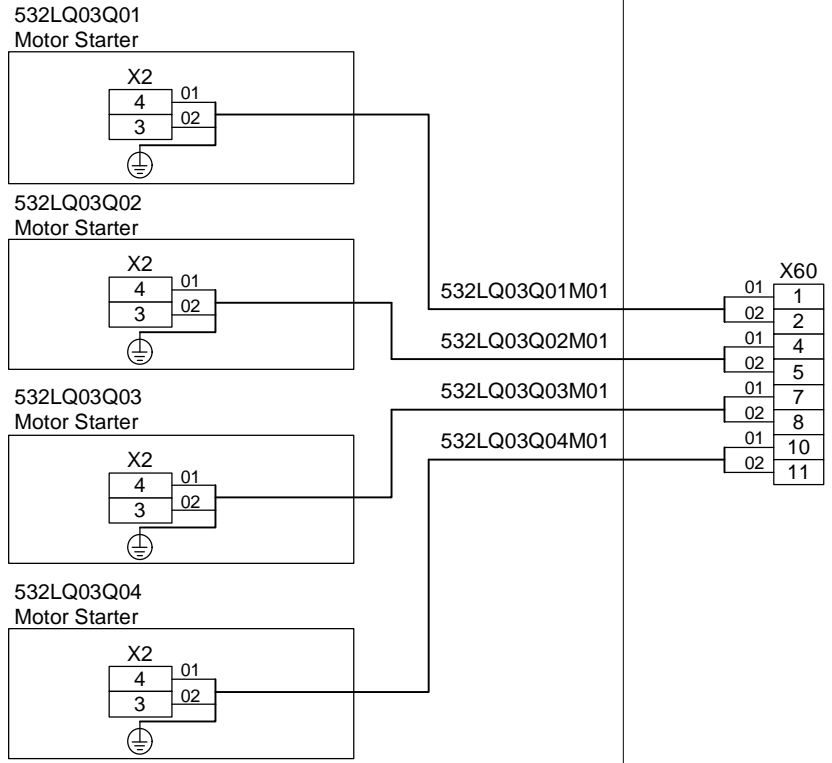 532LQ03Q01
Motor Starter
X2
4 01
3 02
532LQ03Q02
Motor Starter
X2
4 01
3 02
532LQ03Q03
Motor Starter
X2
4 01
3 02
532LQ03Q04
Motor Starter
X2
4 01
3 02
532LQ03Q01M01
532LQ03Q02M01
532LQ03Q03M01
532LQ03Q04M01
X60
01 1
02 2
01 4
02 5
01 7
02 8
01 10
02 11